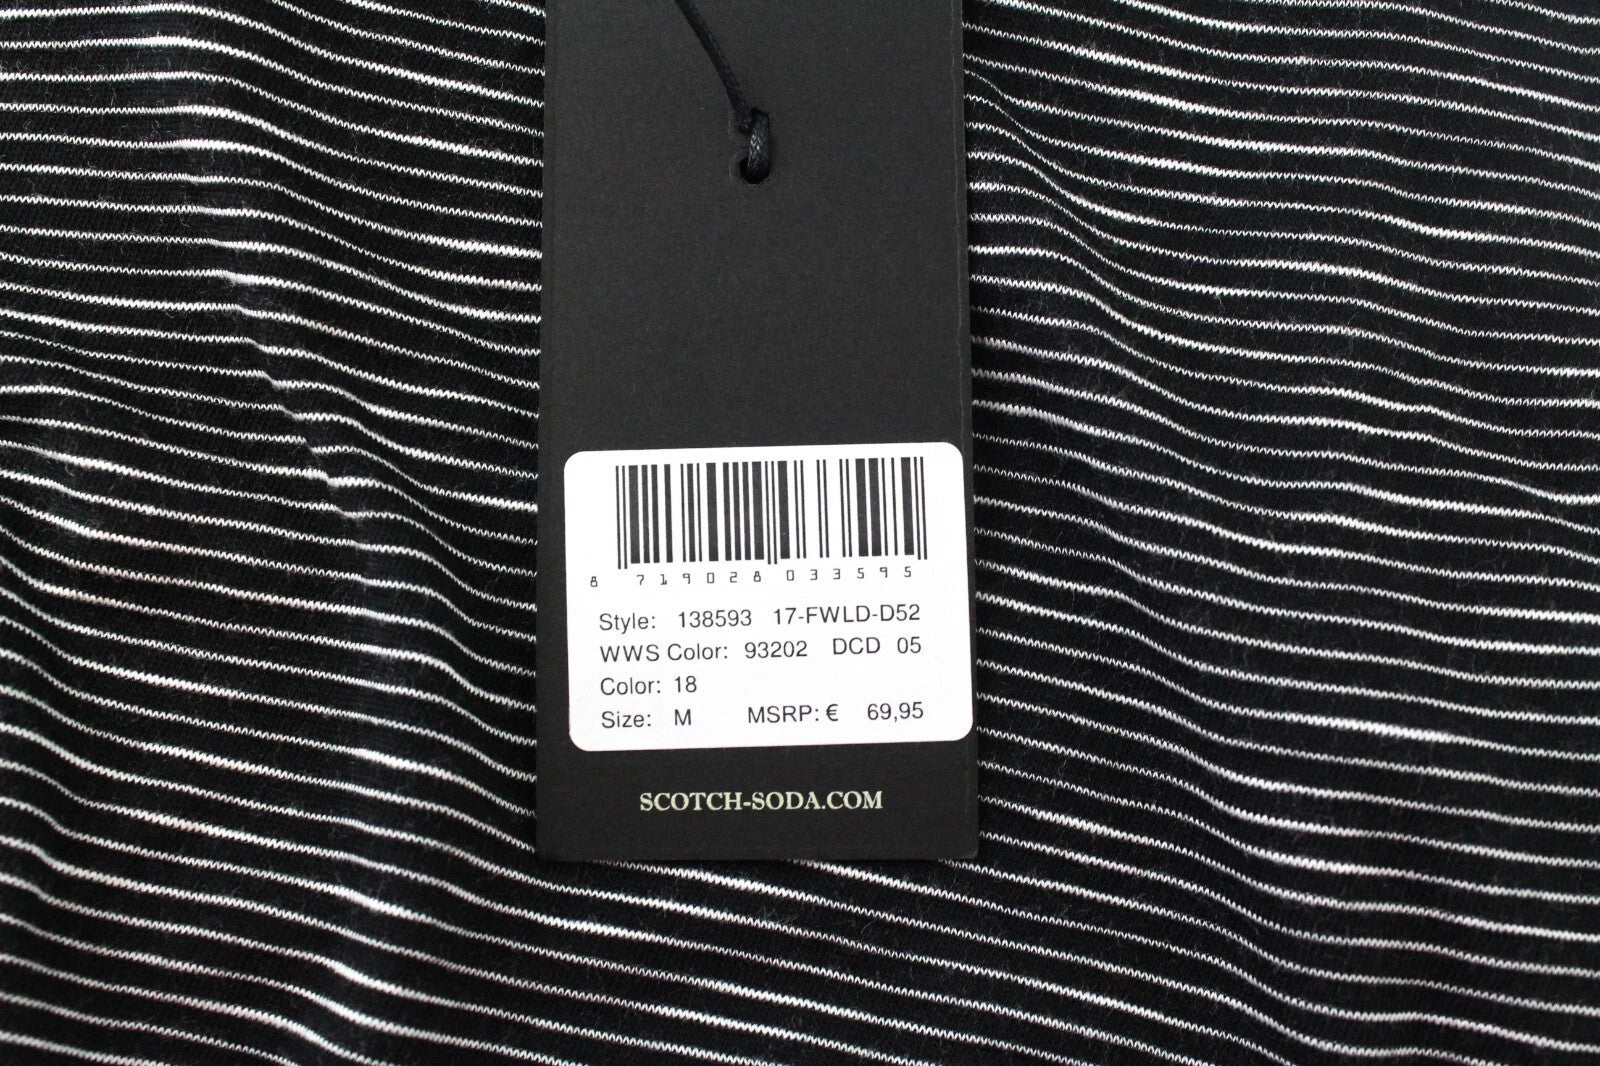 8 719028 033595
Style: 138593 17-FWLD-D52
WWS Color: 93202 DCD 05
Color: 18
Size: M MSRP: € 69,95
SCOTCH-SODA.COM